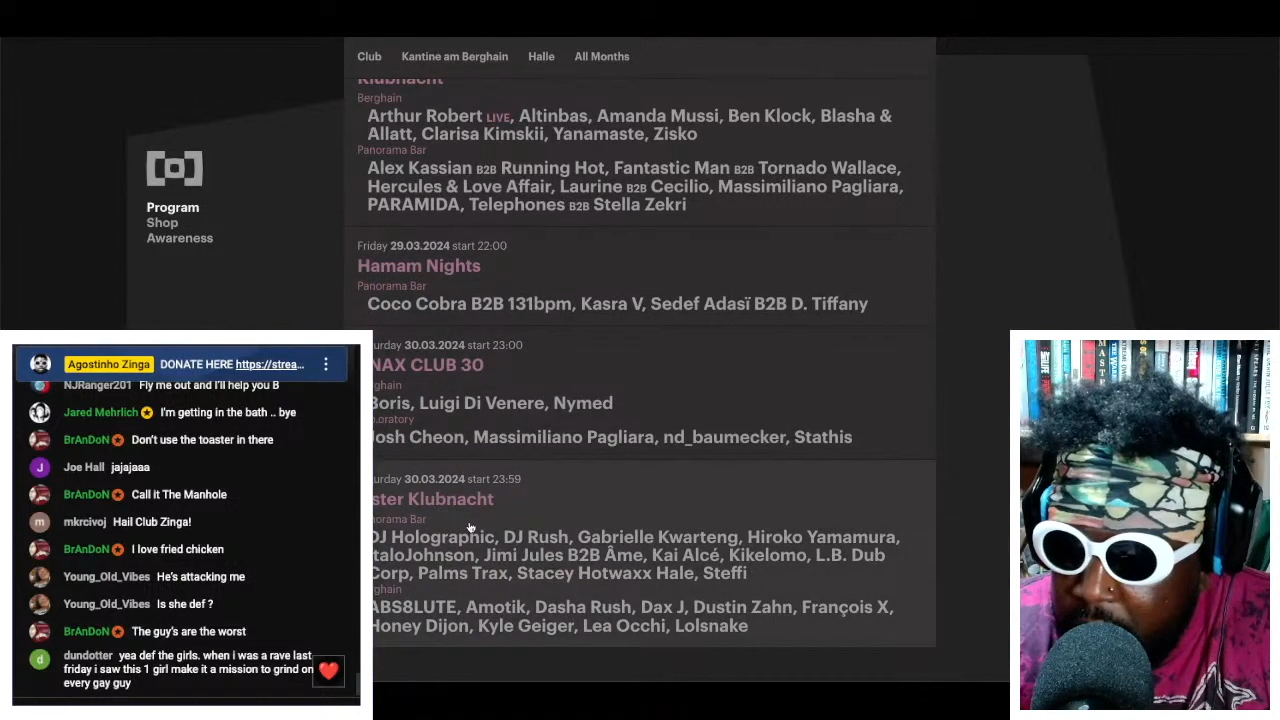 Club Kantine am Berghain Halle All Months
Klubnacht
Berghain
Arthur Robert LIVE, Altinbas, Amanda Mussi, Ben Klock, Blasha &
Allatt, Clarisa Kimskii, Yanamaste, Zisko
Panorama Bar
Alex Kassian B2B Running Hot, Fantastic Man B2B Tornado Wallace,
Hercules & Love Affair, Laurine B2B Cecilio, Massimiliano Pagliara,
PARAMIDA, Telephones B2B Stella Zekri
Program
Shop
Awareness
Friday 29.03.2024 start 22:00
Hamam Nights
Panorama Bar
Coco Cobra B2B 131bpm, Kasra V, Sedef Adasï B2B D. Tiffany
turday 30.03.2024 start 23:00
NAX CLUB 30
rghain
Boris, Luigi Di Venere, Nymed
oratory
Josh Cheon, Massimiliano Pagliara, nd_baumecker, Stathis
turday 30.03.2024 start 23:59
ster Klubnacht
norama Bar
DJ Holographic, DJ Rush, Gabrielle Kwarteng, Hiroko Yamamura,
ItaloJohnson, Jimi Jules B2B Âme, Kai Alcé, Kikelomo, L.B. Dub
Corp, Palms Trax, Stacey Hotwaxx Hale, Steffi
rghain
ABS8LUTE, Amotik, Dasha Rush, Dax J, Dustin Zahn, François X,
Honey Dijon, Kyle Geiger, Lea Occhi, Lolsnake
Agostinho Zinga DONATE HERE https://strea...
NJRanger201 Fly me out and I'll help you B
Jared Mehrlich I'm getting in the bath .. bye
BrAnDoN Don't use the toaster in there
J Joe Hall jajajaaa
BrAnDoN Call it The Manhole
m mkrcivoj Hail Club Zinga!
BrAnDoN I love fried chicken
Young_Old_Vibes He's attacking me
Young_Old_Vibes Is she def ?
BrAnDoN The guy's are the worst
d dundotter yea def the girls. when i was a rave last
friday i saw this 1 girl make it a mission to grind on
every gay guy